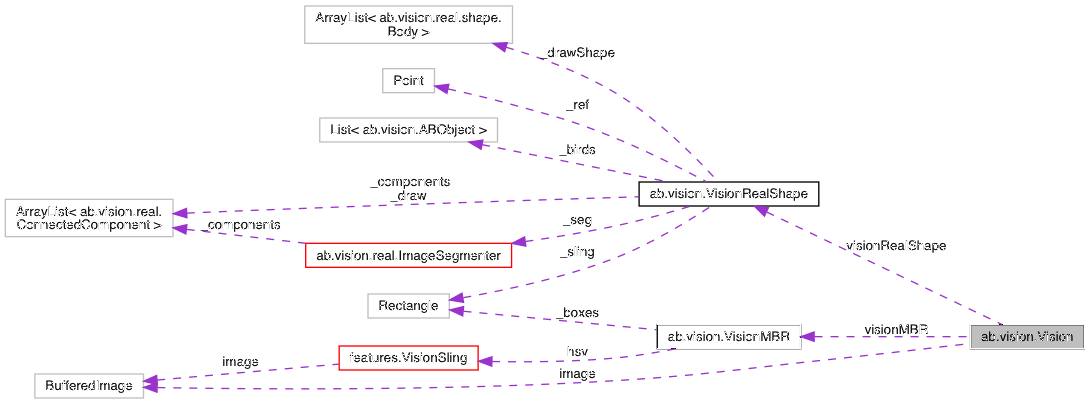 ArrayList< ab.vision.real.shape.
Body >
_drawShape
Point
_ref
List< ab.vision.ABObject >
_birds
_components
_draw
ab.vision.VisionRealShape
ArrayList< ab.vision.real.
ConnectedComponent >
_components
_seg
ab.vision.real.ImageSegmenter
_sling
visionRealShape
Rectangle
_boxes
ab.vision.VisionMBR
visionMBR
ab.vision.Vision
features.VisionSling
hsv
image
image
BufferedImage